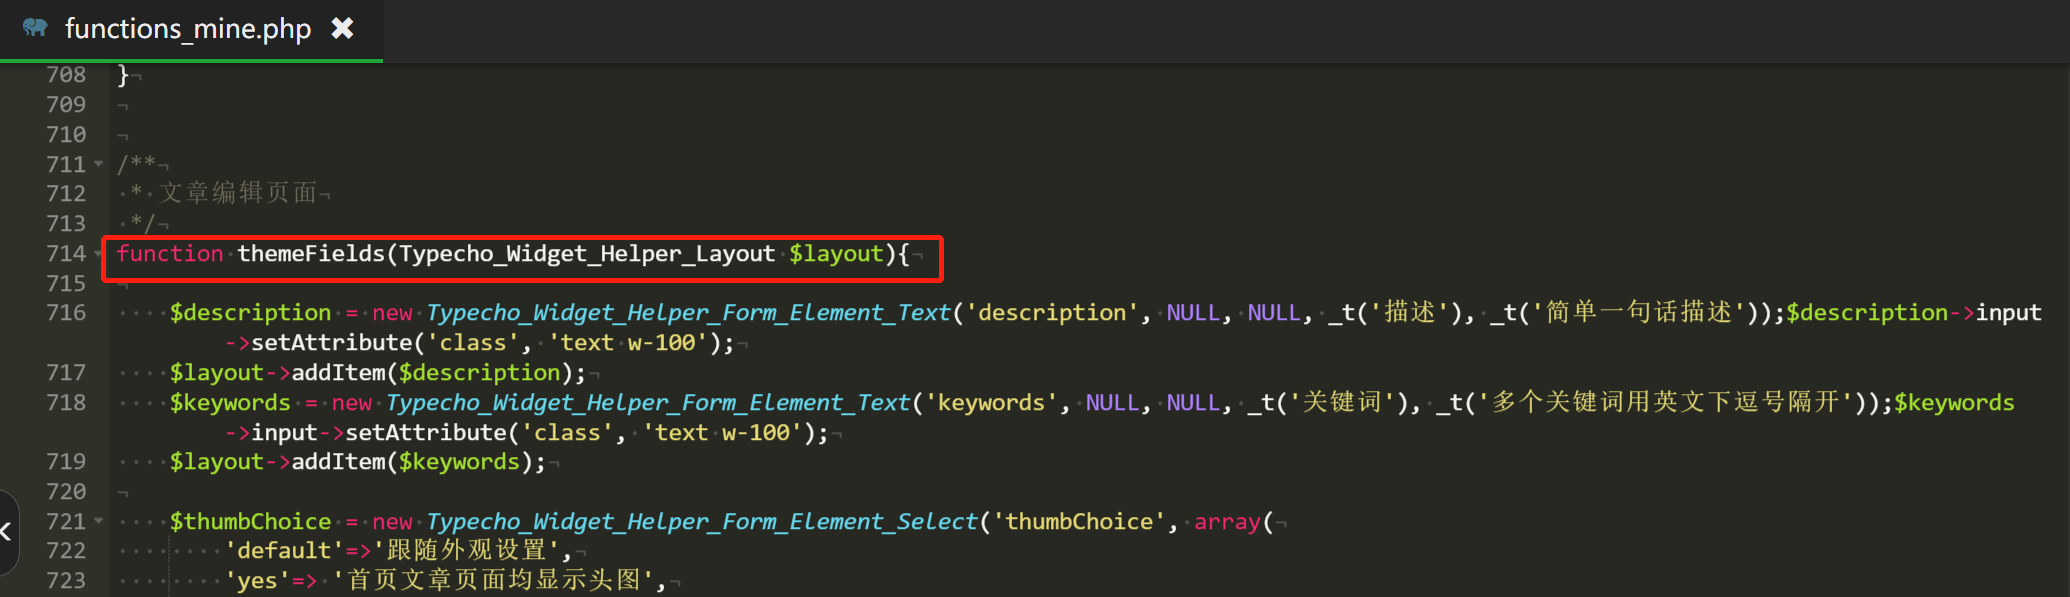 functions_mine.php ✖
708 }
709
710
711 /**
712 * 文章编辑页面
713 */
714 function themeFields(Typecho_Widget_Helper_Layout $layout){
715
716 $description = new Typecho_Widget_Helper_Form_Element_Text('description', NULL, NULL, _t('描述'), _t('简单一句话描述'));$description->input
->setAttribute('class', 'text w-100');
717 $layout->addItem($description);
718 $keywords = new Typecho_Widget_Helper_Form_Element_Text('keywords', NULL, NULL, _t('关键词'), _t('多个关键词用英文下逗号隔开'));$keywords
->input->setAttribute('class', 'text w-100');
719 $layout->addItem($keywords);
720
721 $thumbChoice = new Typecho_Widget_Helper_Form_Element_Select('thumbChoice', array(
722 'default'=>'跟随外观设置',
723 'yes'=> '首页文章页面均显示头图',